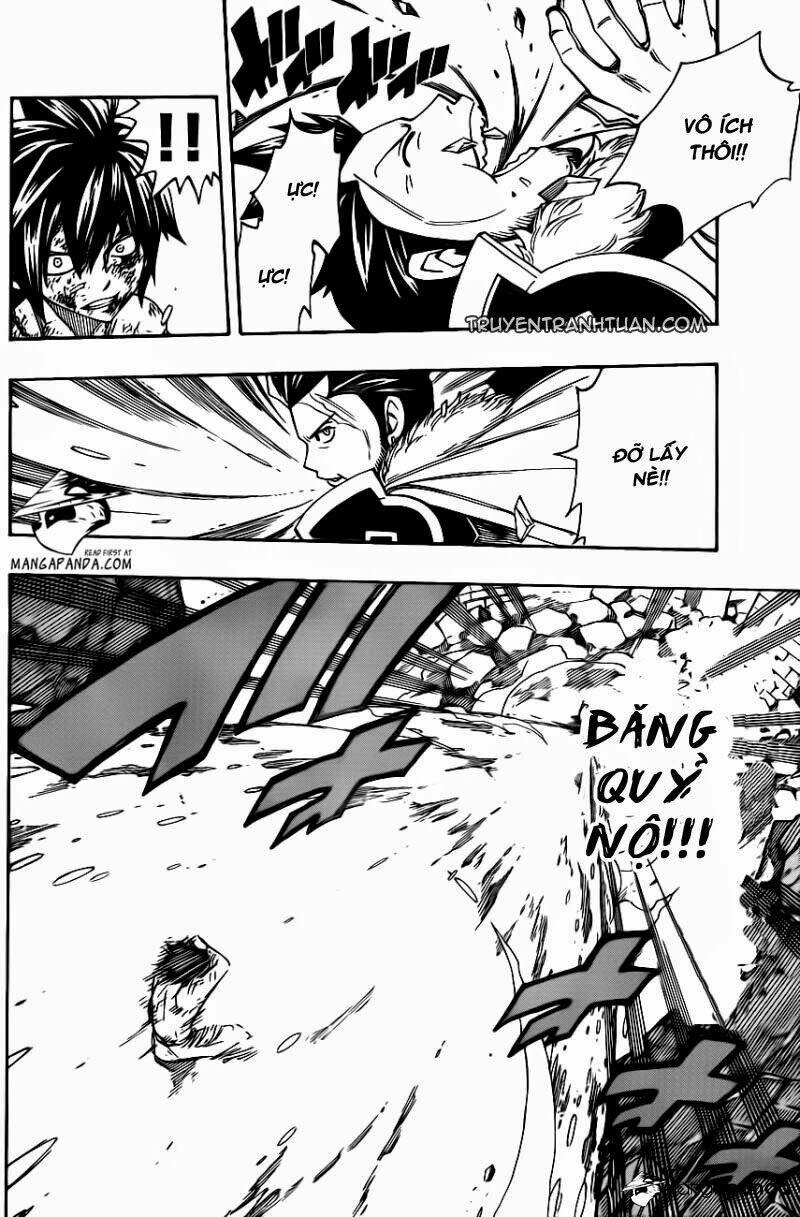 VÔ ÍCH
THÔI!!
ỰC!
ỰC!
!!
TRUYENTRANHTUAN.COM
ĐỠ LẤY
NÈ!!
READ FIRST AT
MANGAPANDA.COM
BĂNG
QUỶ
NỘ!!!